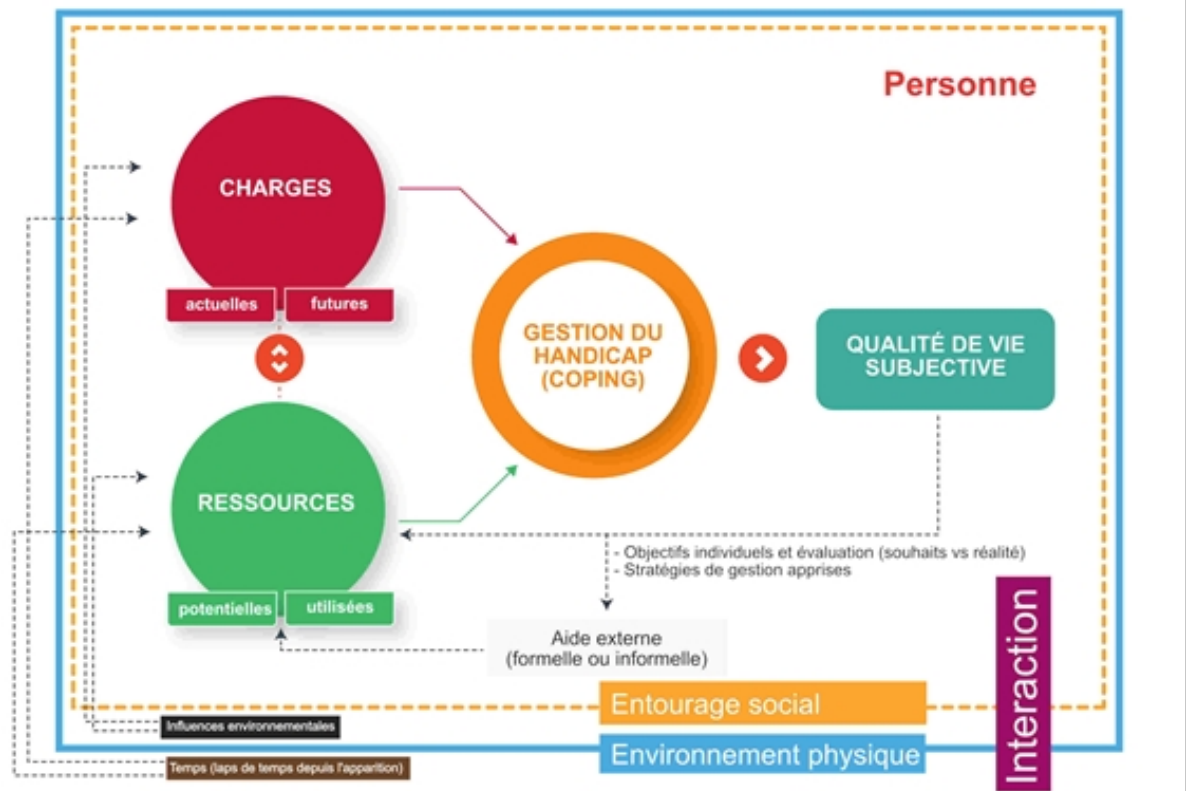 Personne
CHARGES
actuelles
futures
GESTION DU
HANDICAP
(COPING)
QUALITÉ DE VIE
SUBJECTIVE
RESSOURCES
potentielles
utilisées
- Objectifs individuels et évaluation (souhaits vs réalité)
- Stratégies de gestion apprises
Aide externe
(formelle ou informelle)
Interaction
Entourage social
Influences environnementales
Environnement physique
Temps (laps de temps depuis l'apparition)